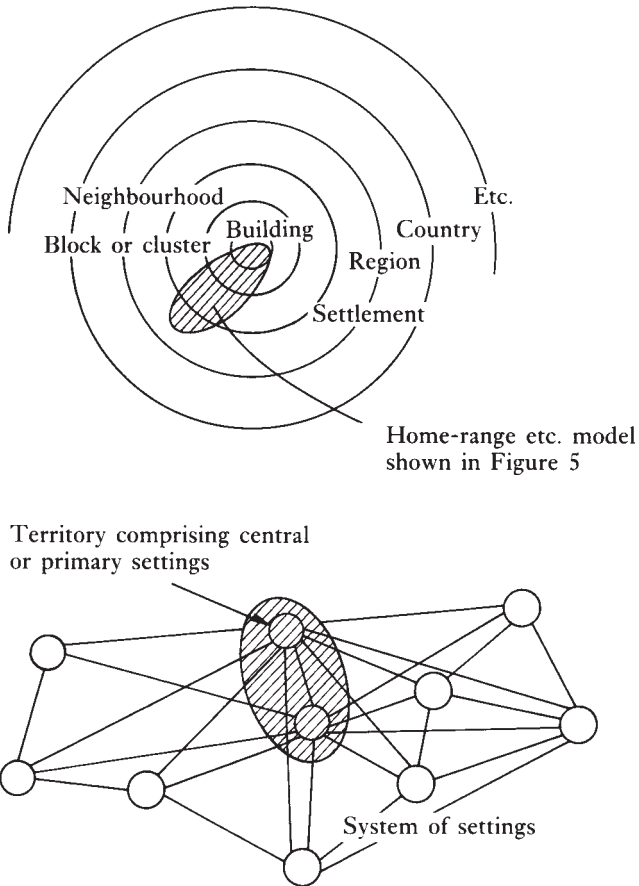 Etc.
Neighbourhood
Building
Country
Block or cluster
Region
Settlement
Home-range etc. model
shown in Figure 5
Territory comprising central
or primary settings
System of settings